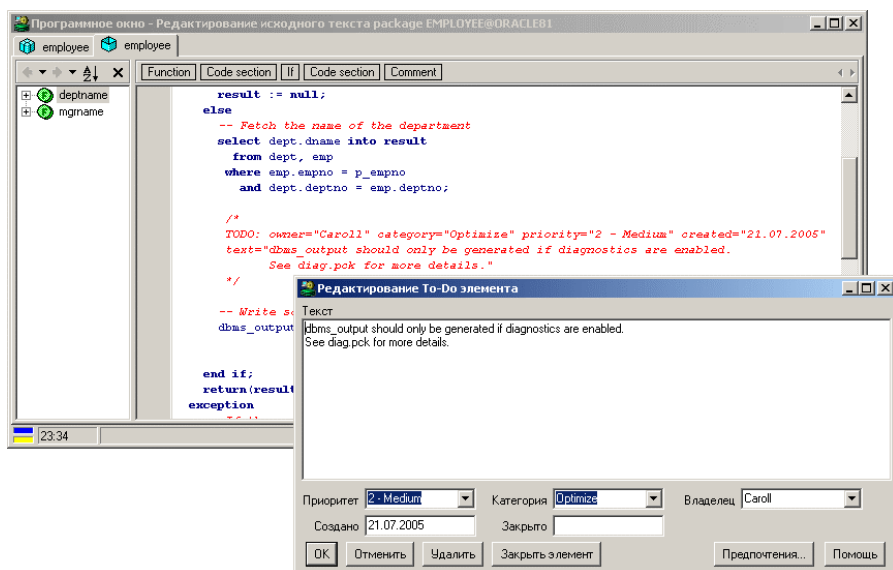 Программное окно - Редактирование исходного текста package EMPLOYEE@ORACLE81
employee employee
Function Code section If Code section Comment
deptname
mgrname
result := null;
else
-- Fetch the name of the department
select dept.dname into result
from dept, emp
where emp.empno = p_empno
and dept.deptno = emp.deptno;
/*
TODO: owner="Caroll" category="Optimize" priority="2 - Medium" created="21.07.2005"
text="dbms_output should only be generated if diagnostics are enabled.
See diag.pck for more details."
*/
-- Write
dbms_output
end if;
return(result
exception
23:34
Редактирование To-Do элемента
Текст
dbms_output should only be generated if diagnostics are enabled.
See diag.pck for more details.
Приоритет 2 - Medium Категория Optimize Владелец Caroll
Создано 21.07.2005 Закрыто
OK Отменить Удалить Закрыть элемент Предпочтения... Помощь